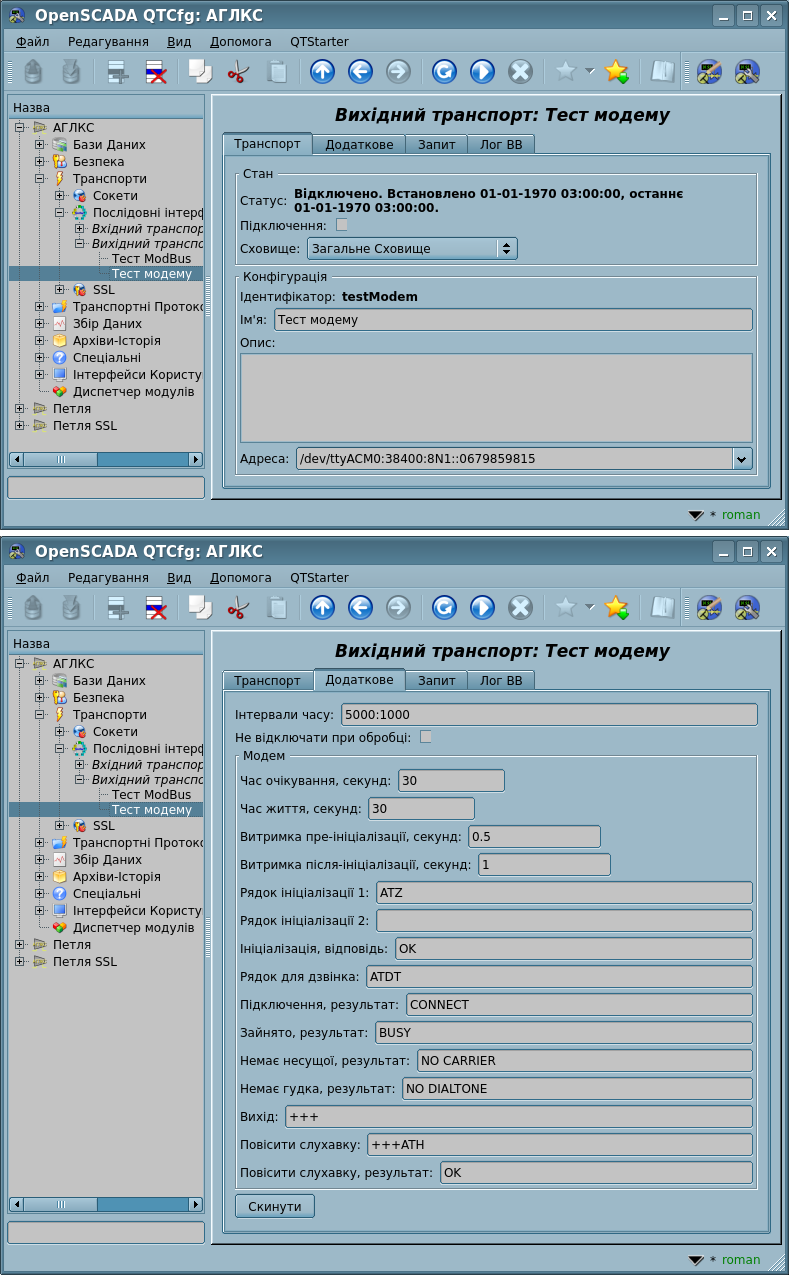 OpenSCADA QTCfg: АГЛКС
Файл Редагування Вид Допомога QTStarter
Назва
АГЛКС
Бази Даних
Безпека
Транспорти
Сокети
Послідовні інтерф
Вхідний транспор
Вихідний транспо
Тест ModBus
Тест модему
SSL
Транспортні Проток
Збір Даних
Архіви-Історія
Спеціальні
Інтерфейси Користу
Диспетчер модулів
Петля
Петля SSL
Вихідний транспорт: Тест модему
Транспорт Додаткове Запит Лог ВВ
Стан
Статус: Відключено. Встановлено 01-01-1970 03:00:00, останнє
01-01-1970 03:00:00.
Підключення:
Сховище: Загальне Сховище
Конфігурація
Ідентифікатор: testModem
Ім'я: Тест модему
Опис:
Адреса: /dev/ttyACM0:38400:8N1::0679859815
* roman
OpenSCADA QTCfg: АГЛКС
Файл Редагування Вид Допомога QTStarter
Назва
АГЛКС
Бази Даних
Безпека
Транспорти
Сокети
Послідовні інтерф
Вхідний транспор
Вихідний транспо
Тест ModBus
Тест модему
SSL
Транспортні Проток
Збір Даних
Архіви-Історія
Спеціальні
Інтерфейси Користу
Диспетчер модулів
Петля
Петля SSL
Вихідний транспорт: Тест модему
Транспорт Додаткове Запит Лог ВВ
Інтервали часу: 5000:1000
Не відключати при обробці:
Модем
Час очікування, секунд: 30
Час життя, секунд: 30
Витримка пре-ініціалізації, секунд: 0.5
Витримка після-ініціалізації, секунд: 1
Рядок ініціалізації 1: ATZ
Рядок ініціалізації 2:
Ініціалізація, відповідь: OK
Рядок для дзвінка: ATDT
Підключення, результат: CONNECT
Зайнято, результат: BUSY
Немає несущої, результат: NO CARRIER
Немає гудка, результат: NO DIALTONE
Вихід: +++
Повісити слухавку: +++ATH
Повісити слухавку, результат: OK
Скинути
* roman